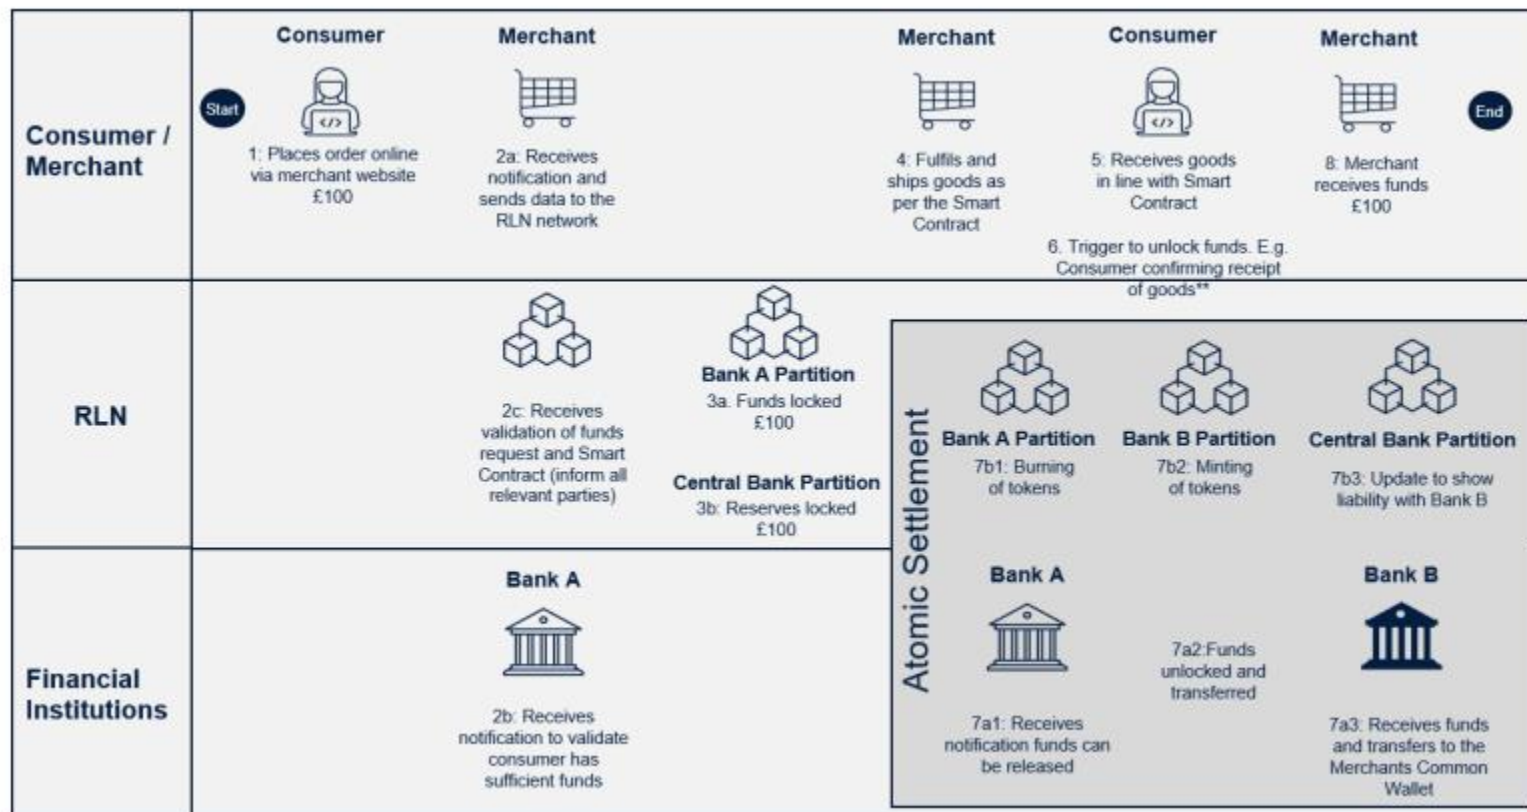 Consumer / Merchant
Start
Consumer
</>
1: Places order online
via merchant website
£100
Merchant
2a: Receives
notification and
sends data to the
RLN network
Merchant
4: Fulfils and
ships goods as
per the Smart
Contract
Consumer
</>
5: Receives goods
in line with Smart
Contract
6. Trigger to unlock funds. E.g.
Consumer confirming receipt
of goods**
Merchant
8: Merchant
receives funds
£100
End
RLN
2c: Receives
validation of funds
request and Smart
Contract (inform all
relevant parties)
Bank A Partition
3a. Funds locked
£100
Central Bank Partition
3b: Reserves locked
£100
Atomic Settlement
Bank A Partition
7b1: Burning
of tokens
Bank B Partition
7b2: Minting
of tokens
Central Bank Partition
7b3: Update to show
liability with Bank B
Financial
Institutions
Bank A
2b: Receives
notification to validate
consumer has
sufficient funds
Bank A
7a1: Receives
notification funds can
be released
7a2:Funds
unlocked and
transferred
Bank B
7a3: Receives funds
and transfers to the
Merchants Common
Wallet